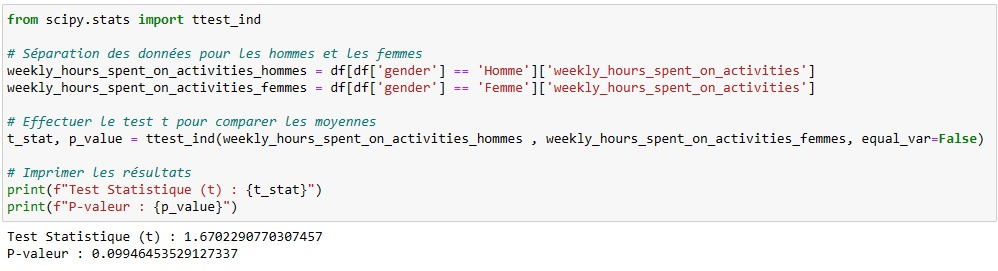 from scipy.stats import ttest_ind
# Séparation des données pour les hommes et les femmes
weekly_hours_spent_on_activities_hommes = df[df['gender'] == 'Homme']['weekly_hours_spent_on_activities']
weekly_hours_spent_on_activities_femmes = df[df['gender'] == 'Femme']['weekly_hours_spent_on_activities']
# Effectuer le test t pour comparer les moyennes
t_stat, p_value = ttest_ind(weekly_hours_spent_on_activities_hommes , weekly_hours_spent_on_activities_femmes, equal_var=False)
# Imprimer les résultats
print(f"Test Statistique (t) : {t_stat}")
print(f"P-valeur : {p_value}")
Test Statistique (t) : 1.6702290770307457
P-valeur : 0.09946453529127337